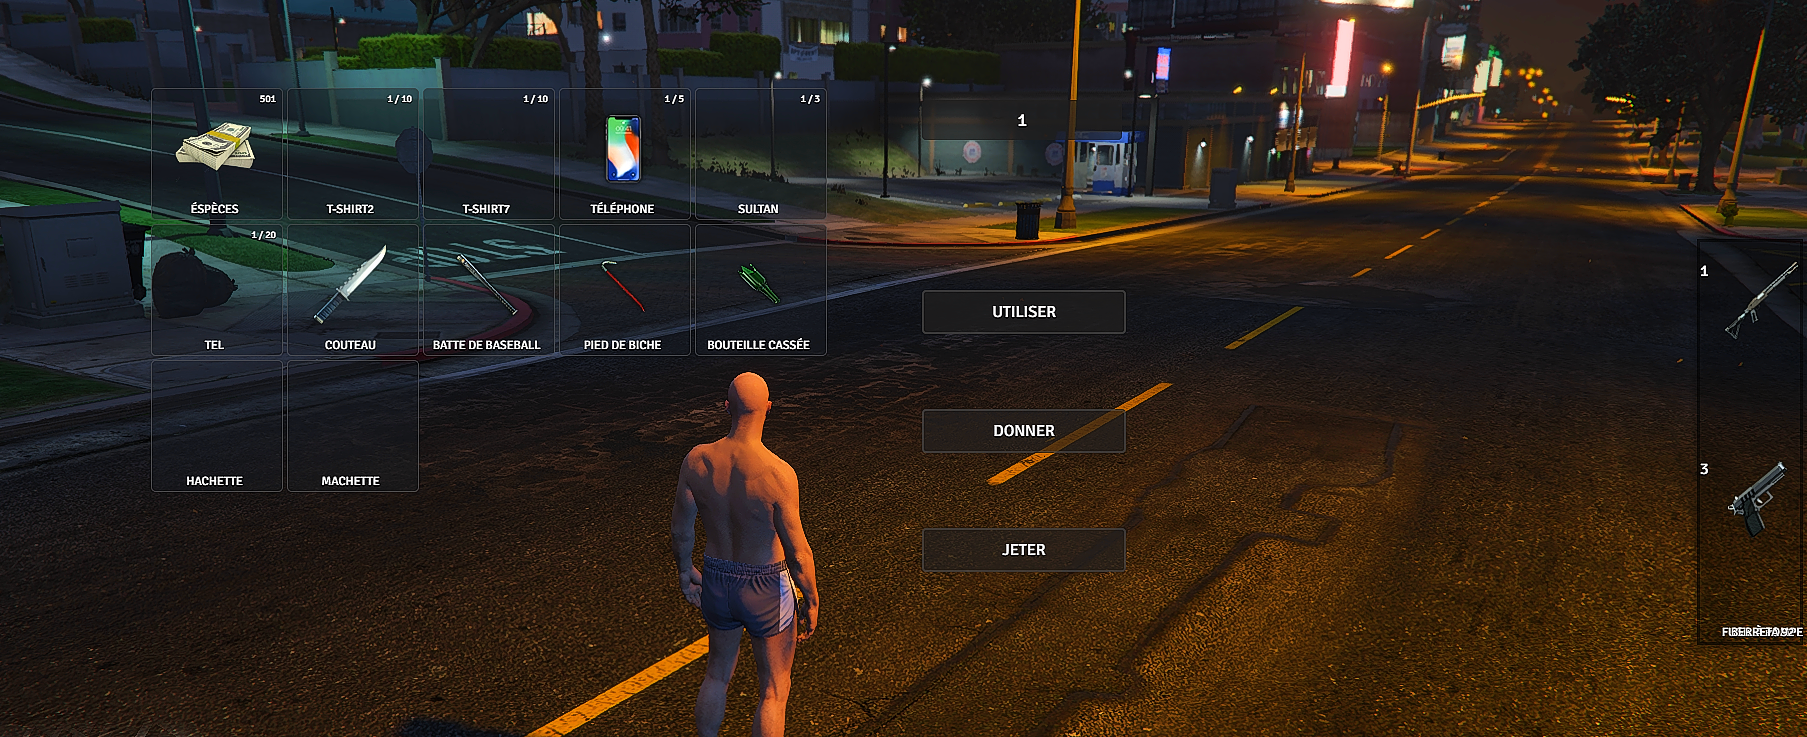 501
1 / 10
1 / 10
1 / 5
1 / 3
ÉSPÈCES
T-SHIRT2
T-SHIRT7
TÉLÉPHONE
SULTAN
1 / 20
TEL
COUTEAU
BATTE DE BASEBALL
PIED DE BICHE
BOUTEILLE CASSÉE
HACHETTE
MACHETTE
1
UTILISER
DONNER
JETER
1
3